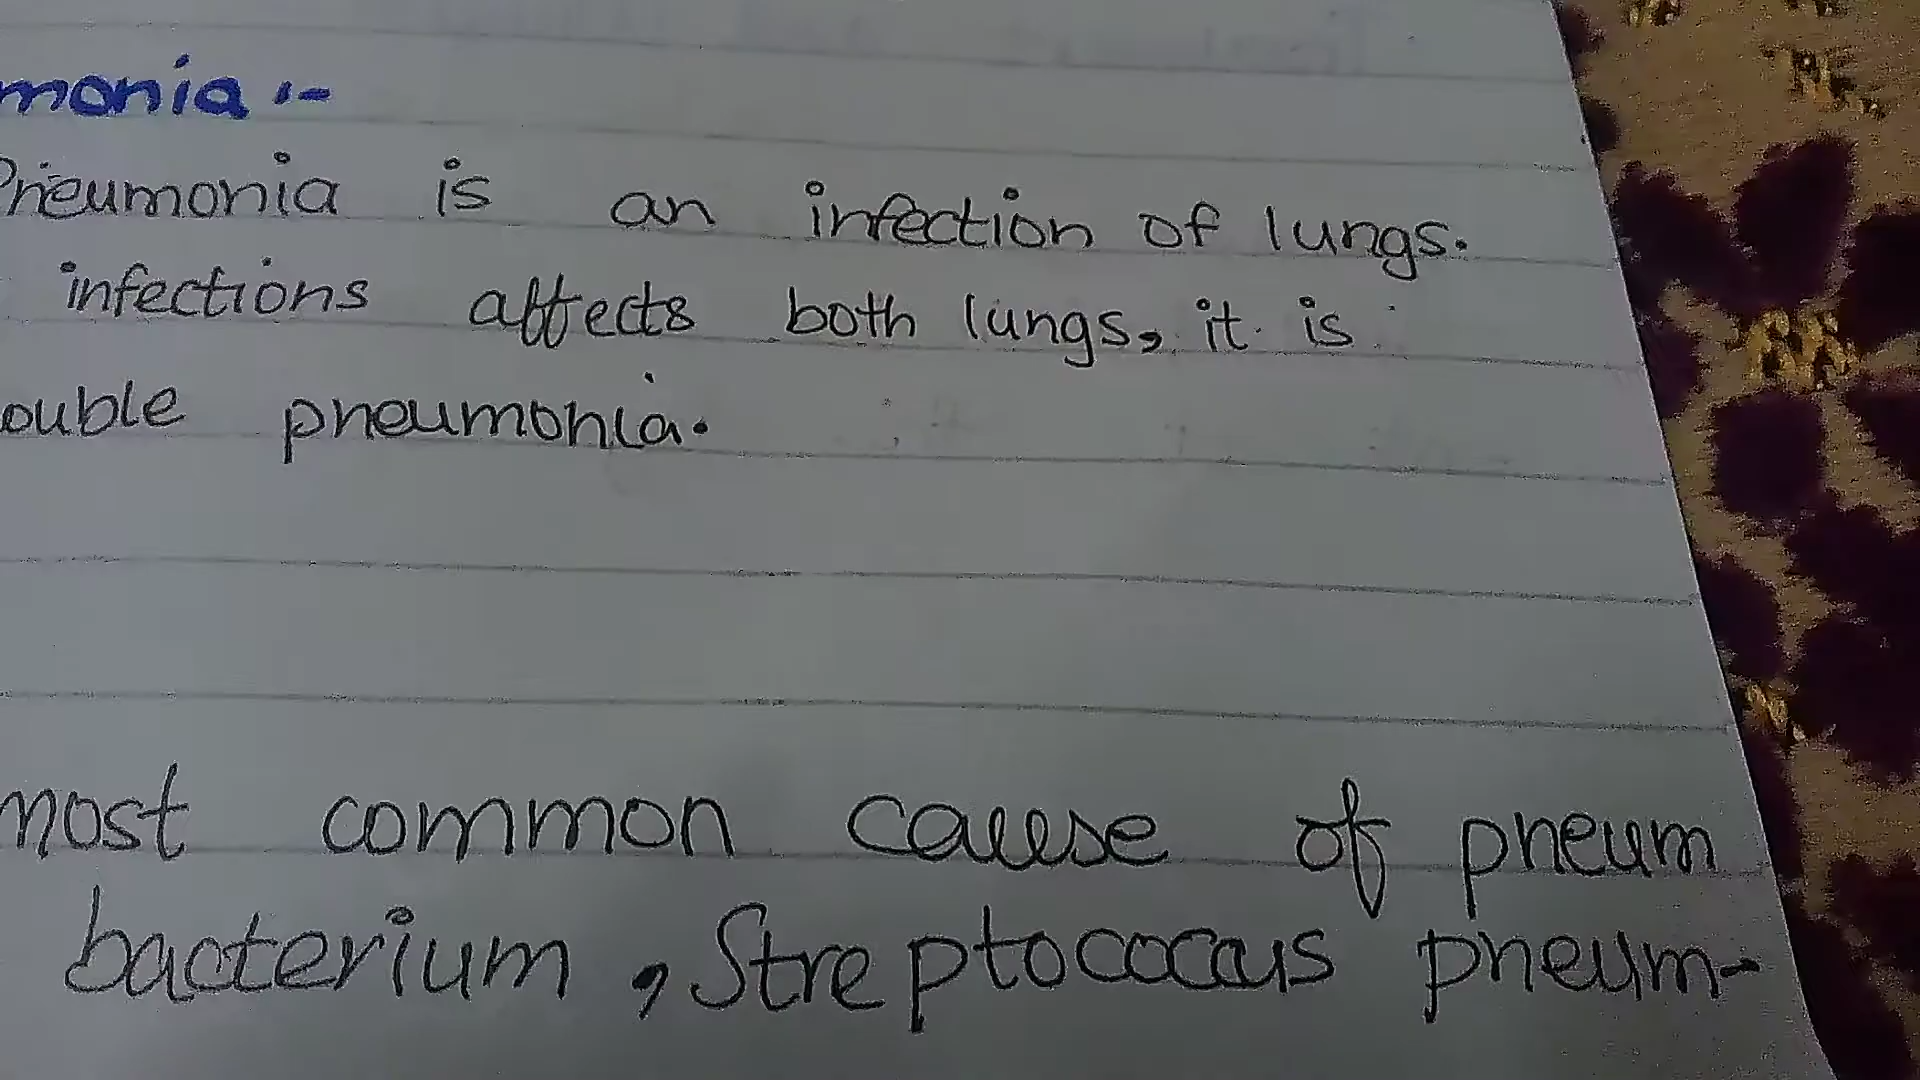 monia :-
Pneumonia is an infection of lungs.
infections affects both lungs, it is
ouble pneumonia.
most common cause of pneum
bacterium, Streptococcus pneum-